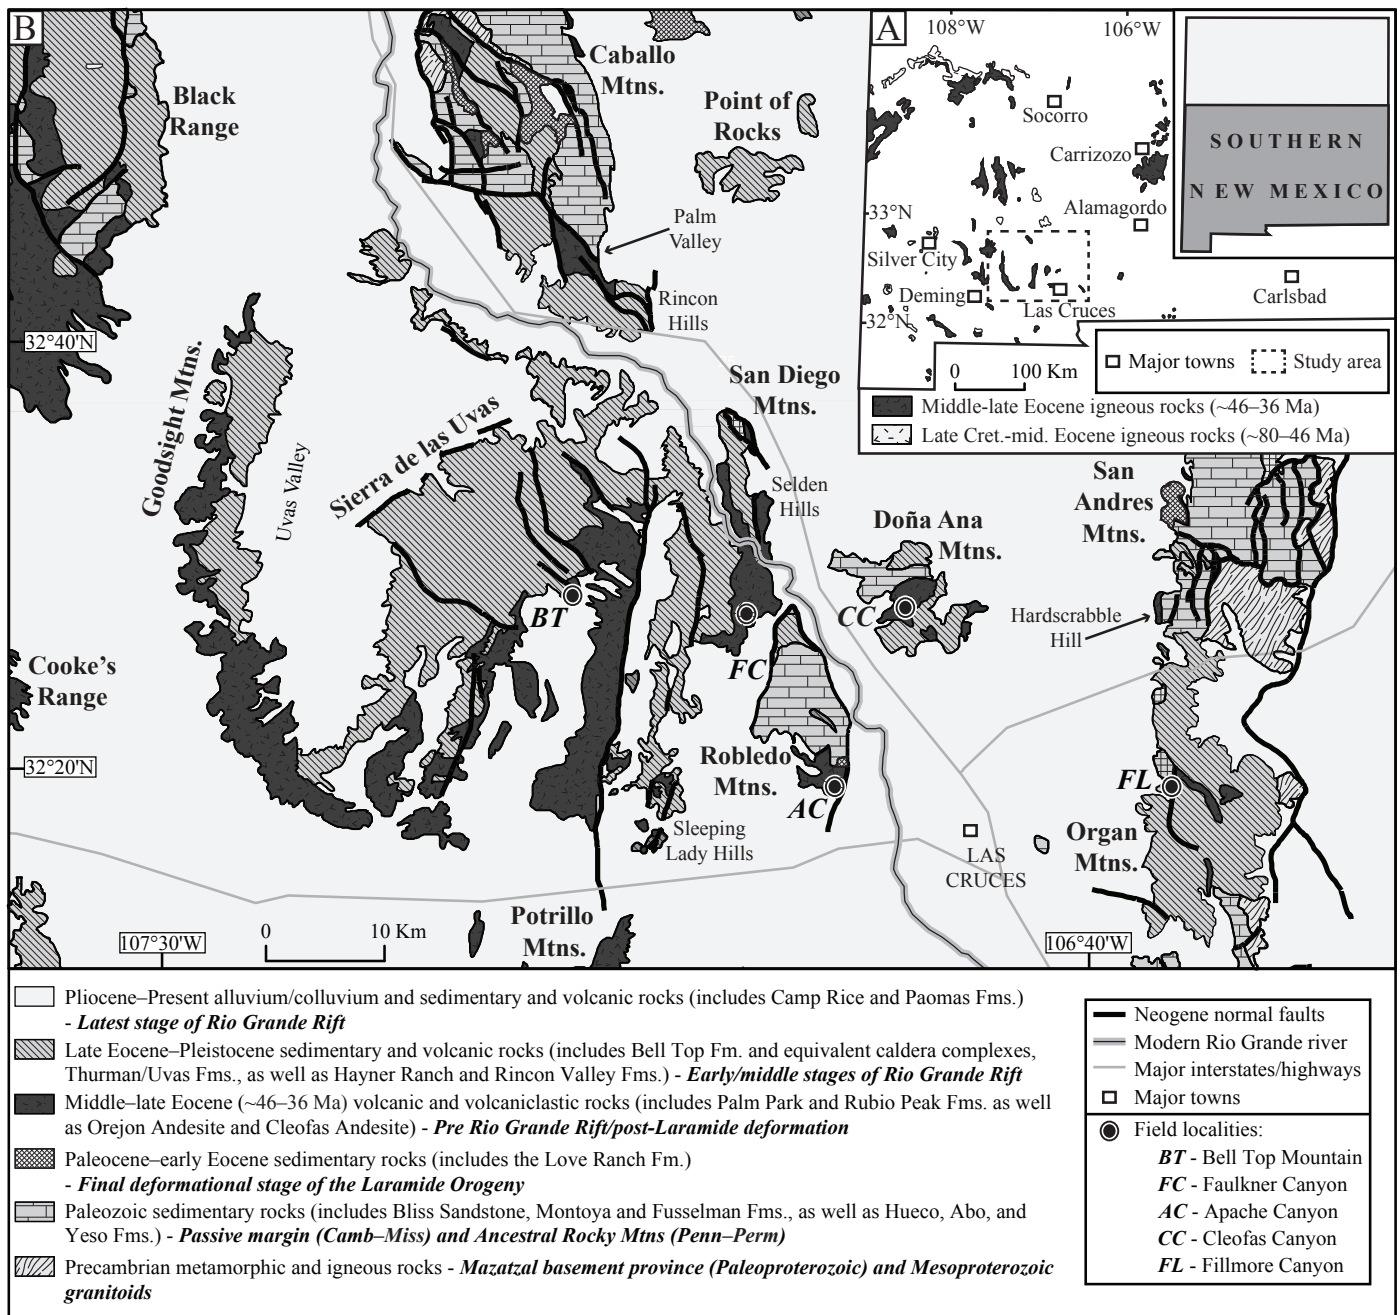 B
Caballo
Mtns.
Black
Range
Point of
Rocks
Palm
Valley
Rincon
Hills
32°40'N
Goodsight Mtns.
Uvas Valley
Sierra de las Uvas
San Diego
Mtns.
Selden
Hills
Doña Ana
Mtns.
San
Andres
Mtns.
Hardscrabble
Hill
BT
FC
CC
Cooke's
Range
32°20'N
Robledo
Mtns.
AC
FL
Sleeping
Lady Hills
LAS
CRUCES
Organ
Mtns.
Potrillo
Mtns.
107°30'W
0 10 Km
106°40'W
A
108°W 106°W
Socorro
Carrizozo
33°N
Alamagordo
Silver City
Deming
Las Cruces
32°N
Carlsbad
SOUTHERN
NEW MEXICO
0 100 Km
Major towns Study area
Middle-late Eocene igneous rocks (~46–36 Ma)
Late Cret.-mid. Eocene igneous rocks (~80–46 Ma)
Pliocene–Present alluvium/colluvium and sedimentary and volcanic rocks (includes Camp Rice and Paomas Fms.)
- Latest stage of Rio Grande Rift
Late Eocene–Pleistocene sedimentary and volcanic rocks (includes Bell Top Fm. and equivalent caldera complexes,
Thurman/Uvas Fms., as well as Hayner Ranch and Rincon Valley Fms.) - Early/middle stages of Rio Grande Rift
Middle–late Eocene (~46–36 Ma) volcanic and volcaniclastic rocks (includes Palm Park and Rubio Peak Fms. as well
as Orejon Andesite and Cleofas Andesite) - Pre Rio Grande Rift/post-Laramide deformation
Paleocene–early Eocene sedimentary rocks (includes the Love Ranch Fm.)
- Final deformational stage of the Laramide Orogeny
Paleozoic sedimentary rocks (includes Bliss Sandstone, Montoya and Fusselman Fms., as well as Hueco, Abo, and
Yeso Fms.) - Passive margin (Camb–Miss) and Ancestral Rocky Mtns (Penn–Perm)
Precambrian metamorphic and igneous rocks - Mazatzal basement province (Paleoproterozoic) and Mesoproterozoic
granitoids
Neogene normal faults
Modern Rio Grande river
Major interstates/highways
Major towns
Field localities:
BT - Bell Top Mountain
FC - Faulkner Canyon
AC - Apache Canyon
CC - Cleofas Canyon
FL - Fillmore Canyon